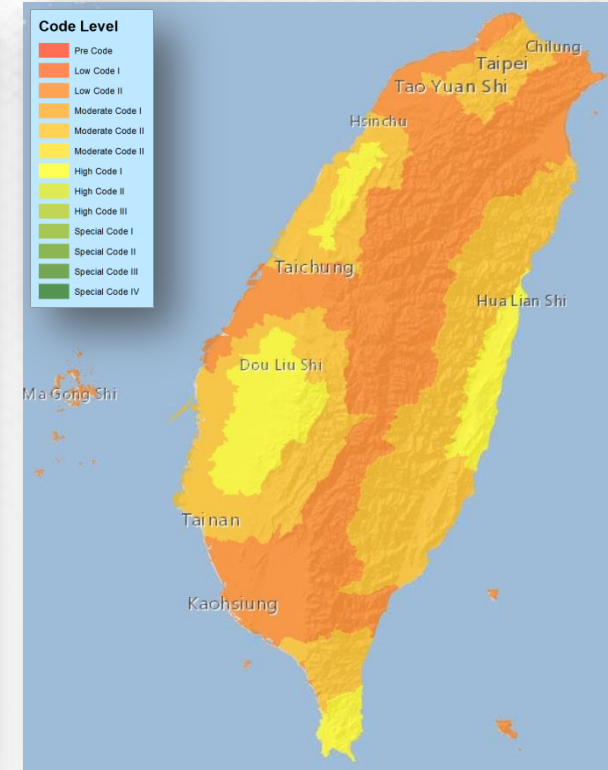 Code Level
Pre Code
Low Code I
Low Code II
Moderate Code I
Moderate Code II
Moderate Code II
High Code I
High Code II
High Code III
Special Code I
Special Code II
Special Code III
Special Code IV
Chilung
Taipei
Tao Yuan Shi
Hsinchu
Taichung
Hua Lian Shi
Dou Liu Shi
Ma Gong Shi
Tainan
Kaohsiung